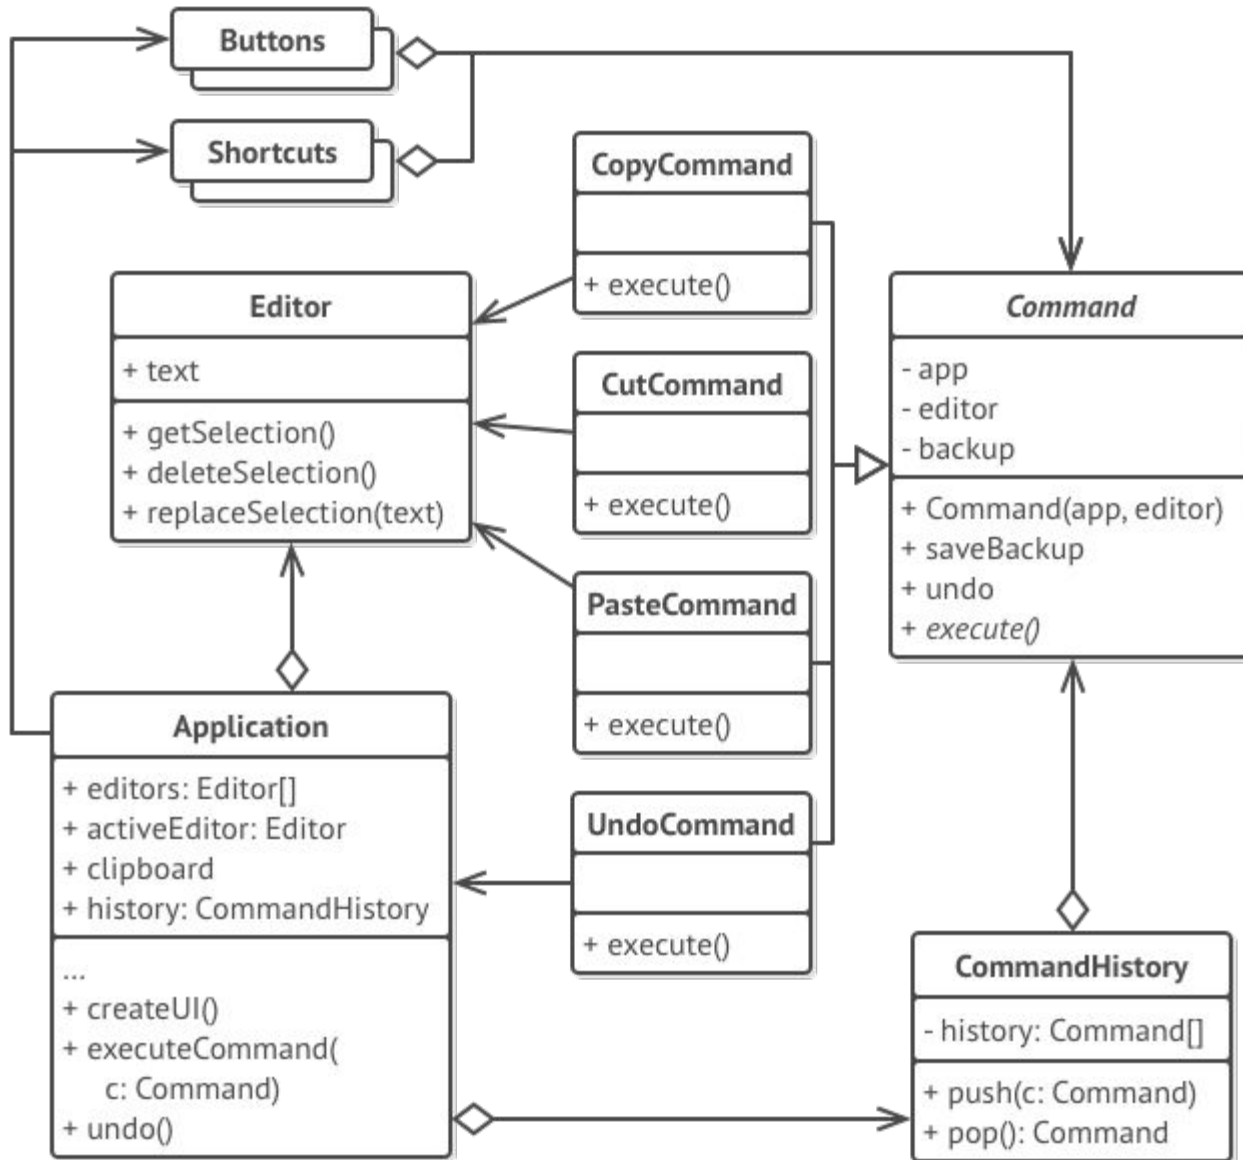 Buttons
Shortcuts
CopyCommand
+ execute()
Editor
+ text
+ getSelection()
+ deleteSelection()
+ replaceSelection(text)
CutCommand
+ execute()
Command
- app
- editor
- backup
+ Command(app, editor)
+ saveBackup
+ undo
+ execute()
PasteCommand
+ execute()
Application
+ editors: Editor[]
+ activeEditor: Editor
+ clipboard
+ history: CommandHistory
...
+ createUI()
+ executeCommand(
c: Command)
+ undo()
UndoCommand
+ execute()
CommandHistory
- history: Command[]
+ push(c: Command)
+ pop(): Command